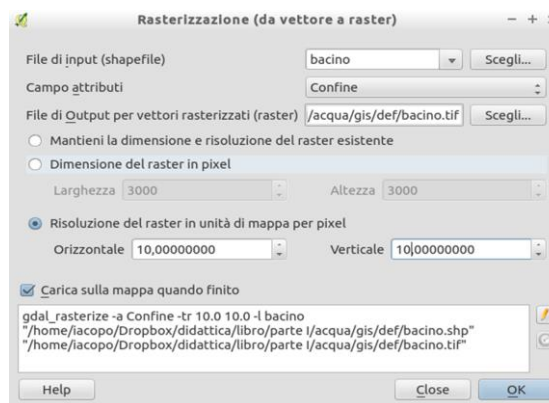 Rasterizzazione (da vettore a raster)
File di input (shapefile) bacino Scegli...
Campo attributi Confine
File di Output per vettori rasterizzati (raster) /acqua/gis/def/bacino.tif Scegli...
Mantieni la dimensione e risoluzione del raster esistente
Dimensione del raster in pixel
Larghezza 3000 Altezza 3000
Risoluzione del raster in unità di mappa per pixel
Orizzontale 10,00000000 Verticale 10,00000000
Carica sulla mappa quando finito
gdal_rasterize -a Confine -tr 10.0 10.0 -l bacino
"/home/iacopo/Dropbox/didattica/libro/parte I/acqua/gis/def/bacino.shp"
"/home/iacopo/Dropbox/didattica/libro/parte I/acqua/gis/def/bacino.tif"
Help Close OK